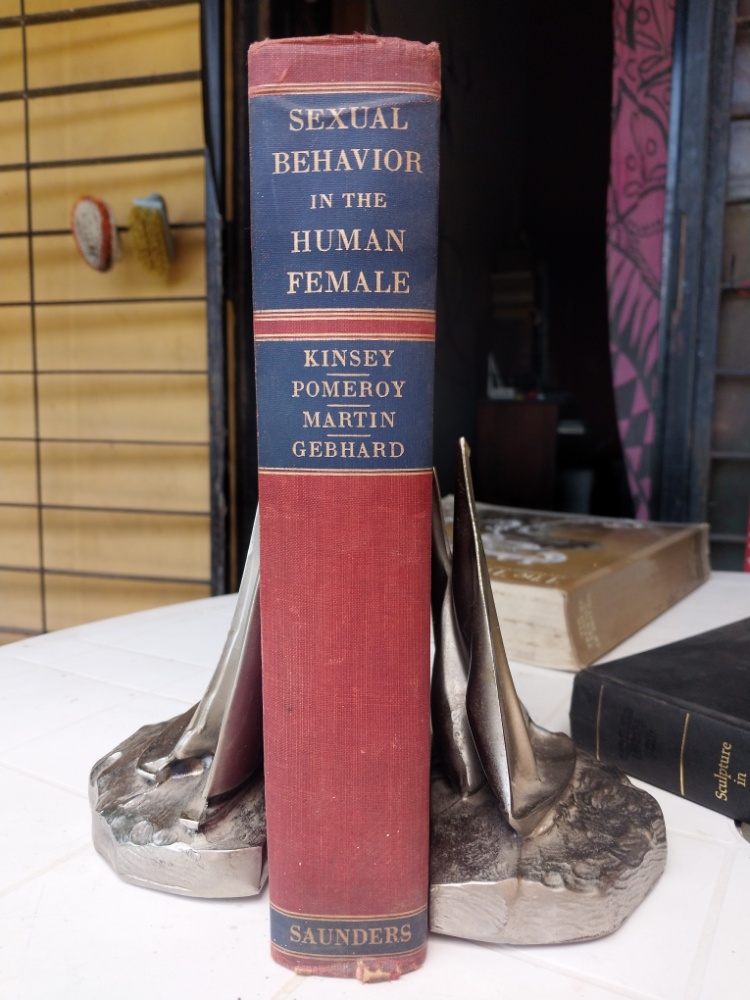 SEXUAL
BEHAVIOR
IN THE
HUMAN
FEMALE
KINSEY
POMEROY
MARTIN
GEBHARD
SAUNDERS
Sculpture
in